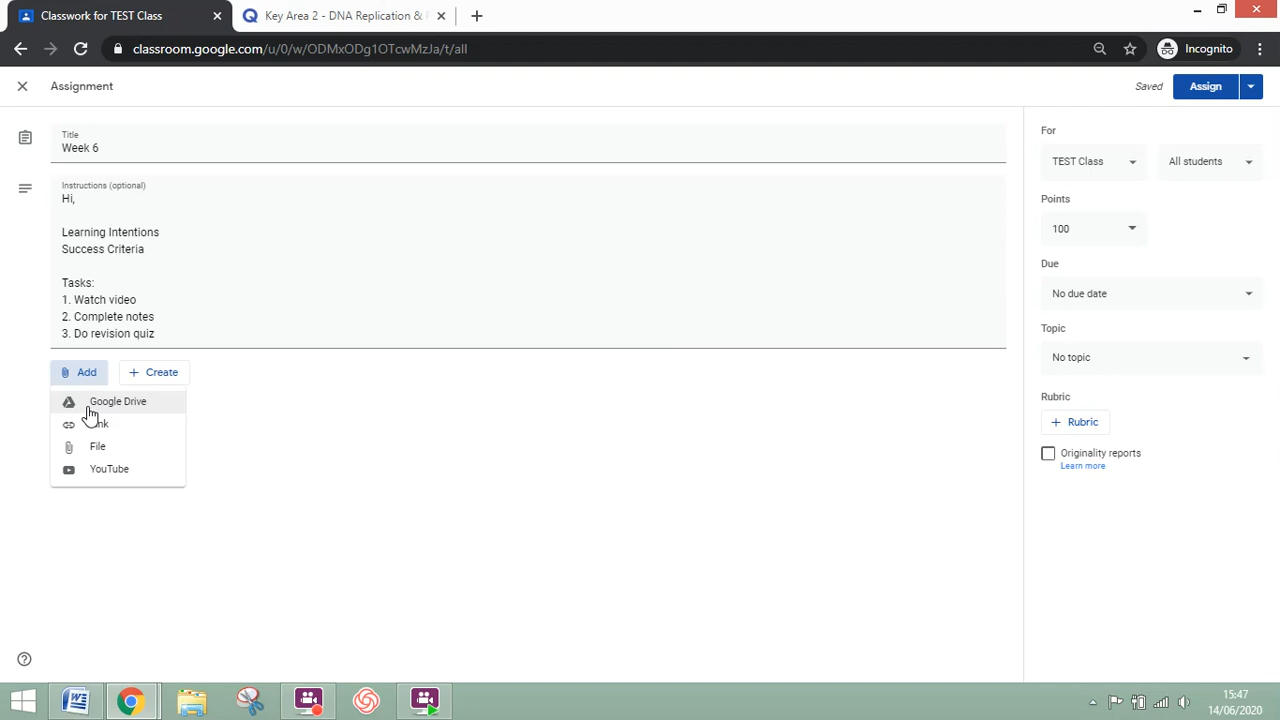 Classwork for TEST Class
Key Area 2 - DNA Replication &
classroom.google.com/u/0/w/ODMxODg1OTcwMzJa/t/all
Incognito
Assignment
Saved
Assign
Title
Week 6
Instructions (optional)
Hi,
Learning Intentions
Success Criteria
Tasks:
1. Watch video
2. Complete notes
3. Do revision quiz
Add
Create
Google Drive
File
YouTube
For
TEST Class
All students
Points
100
Due
No due date
Topic
No topic
Rubric
Rubric
Originality reports
Learn more
15:47
14/06/2020